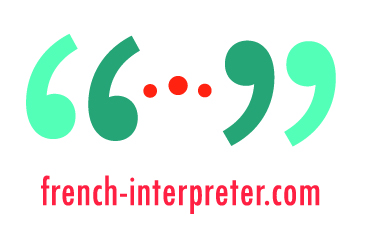 “ ... ”
french-interpreter.com